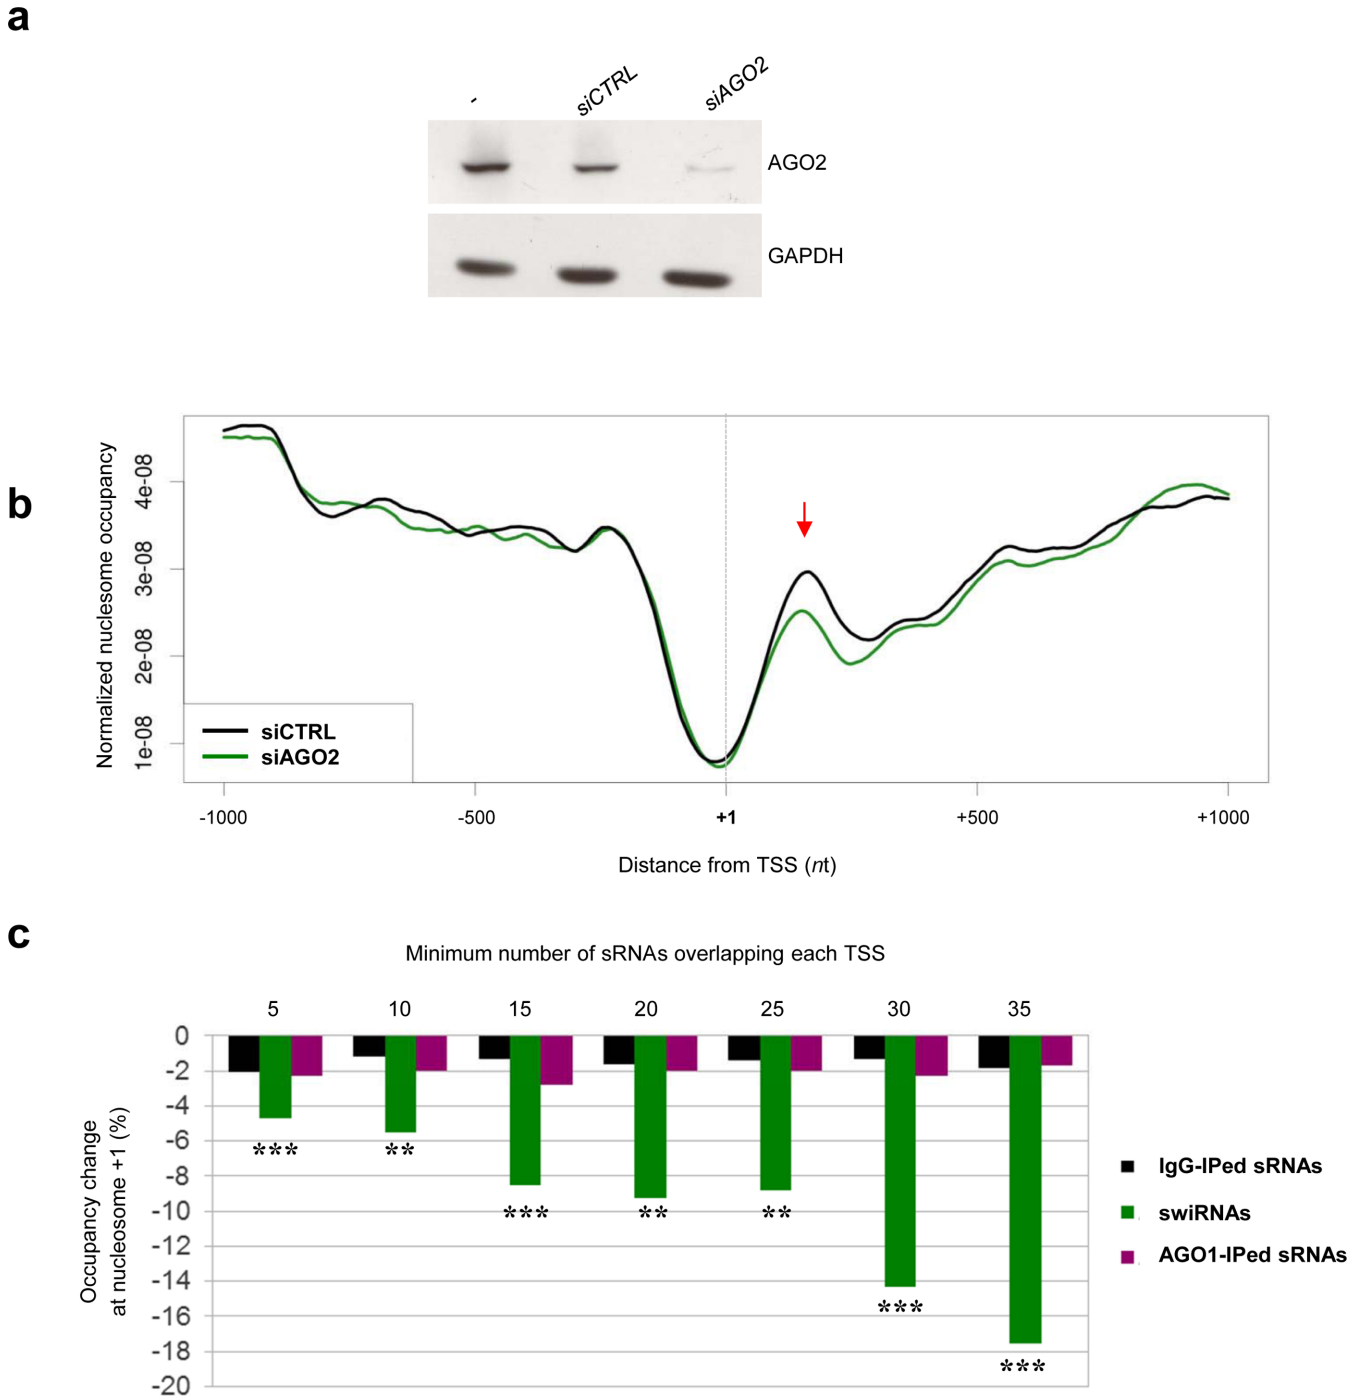 a
-
siCTRL
siAGO2
AGO2
GAPDH
b
Normalized nuclesome occupancy
4e-08
3e-08
2e-08
1e-08
siCTRL
siAGO2
-1000
-500
+1
+500
+1000
Distance from TSS (nt)
c
Minimum number of sRNAs overlapping each TSS
5 10 15 20 25 30 35
Occupancy change
at nucleosome +1 (%)
0
-2
-4
-6
-8
-10
-12
-14
-16
-18
-20
*** ** *** ** ** *** ***
IgG-IPed sRNAs
swiRNAs
AGO1-IPed sRNAs